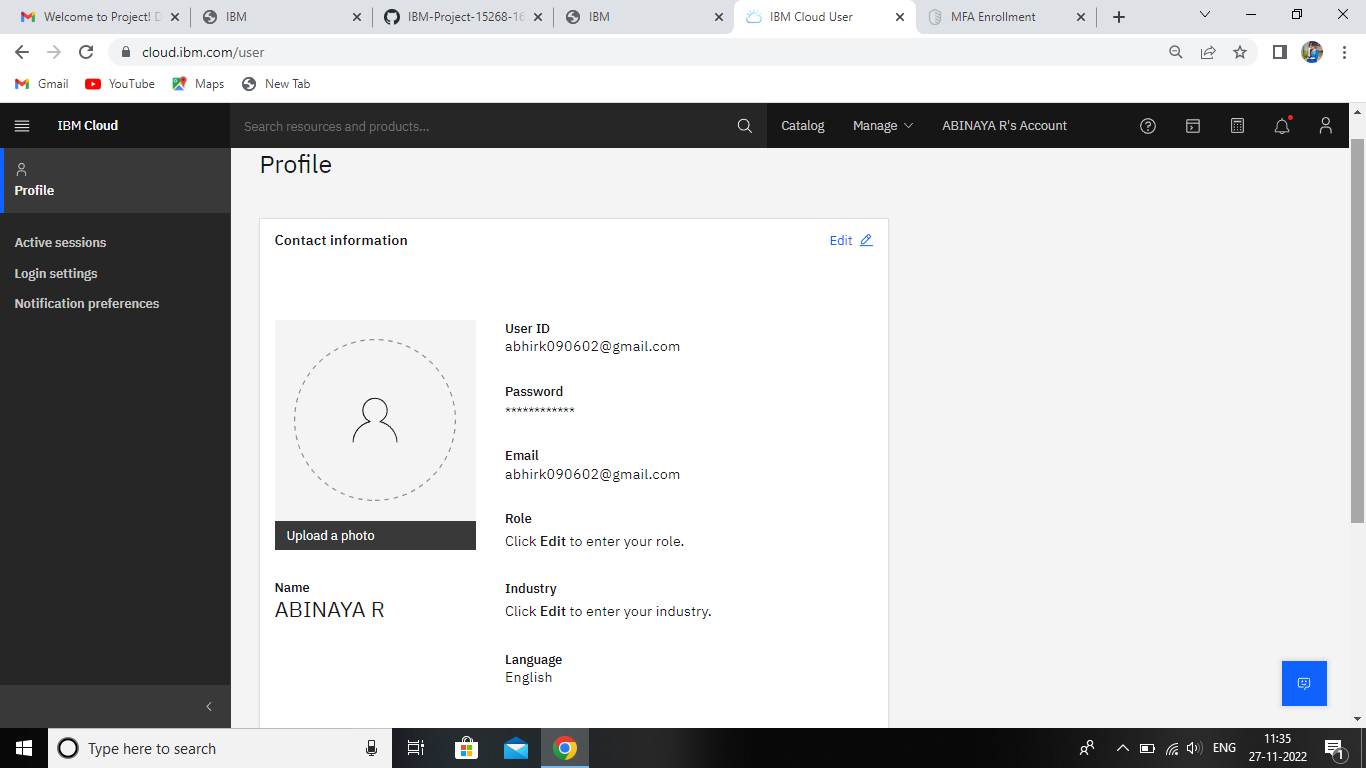 Welcome to Project! D
IBM
IBM-Project-15268-16
IBM
IBM Cloud User
MFA Enrollment
cloud.ibm.com/user
Gmail
YouTube
Maps
New Tab
IBM Cloud
Search resources and products...
Catalog
Manage
ABINAYA R's Account
Profile
Active sessions
Login settings
Notification preferences
Profile
Contact information
Edit
Upload a photo
Name
ABINAYA R
User ID
abhirk090602@gmail.com
Password
************
Email
abhirk090602@gmail.com
Role
Click Edit to enter your role.
Industry
Click Edit to enter your industry.
Language
English
Type here to search
ENG
11:35
27-11-2022
1